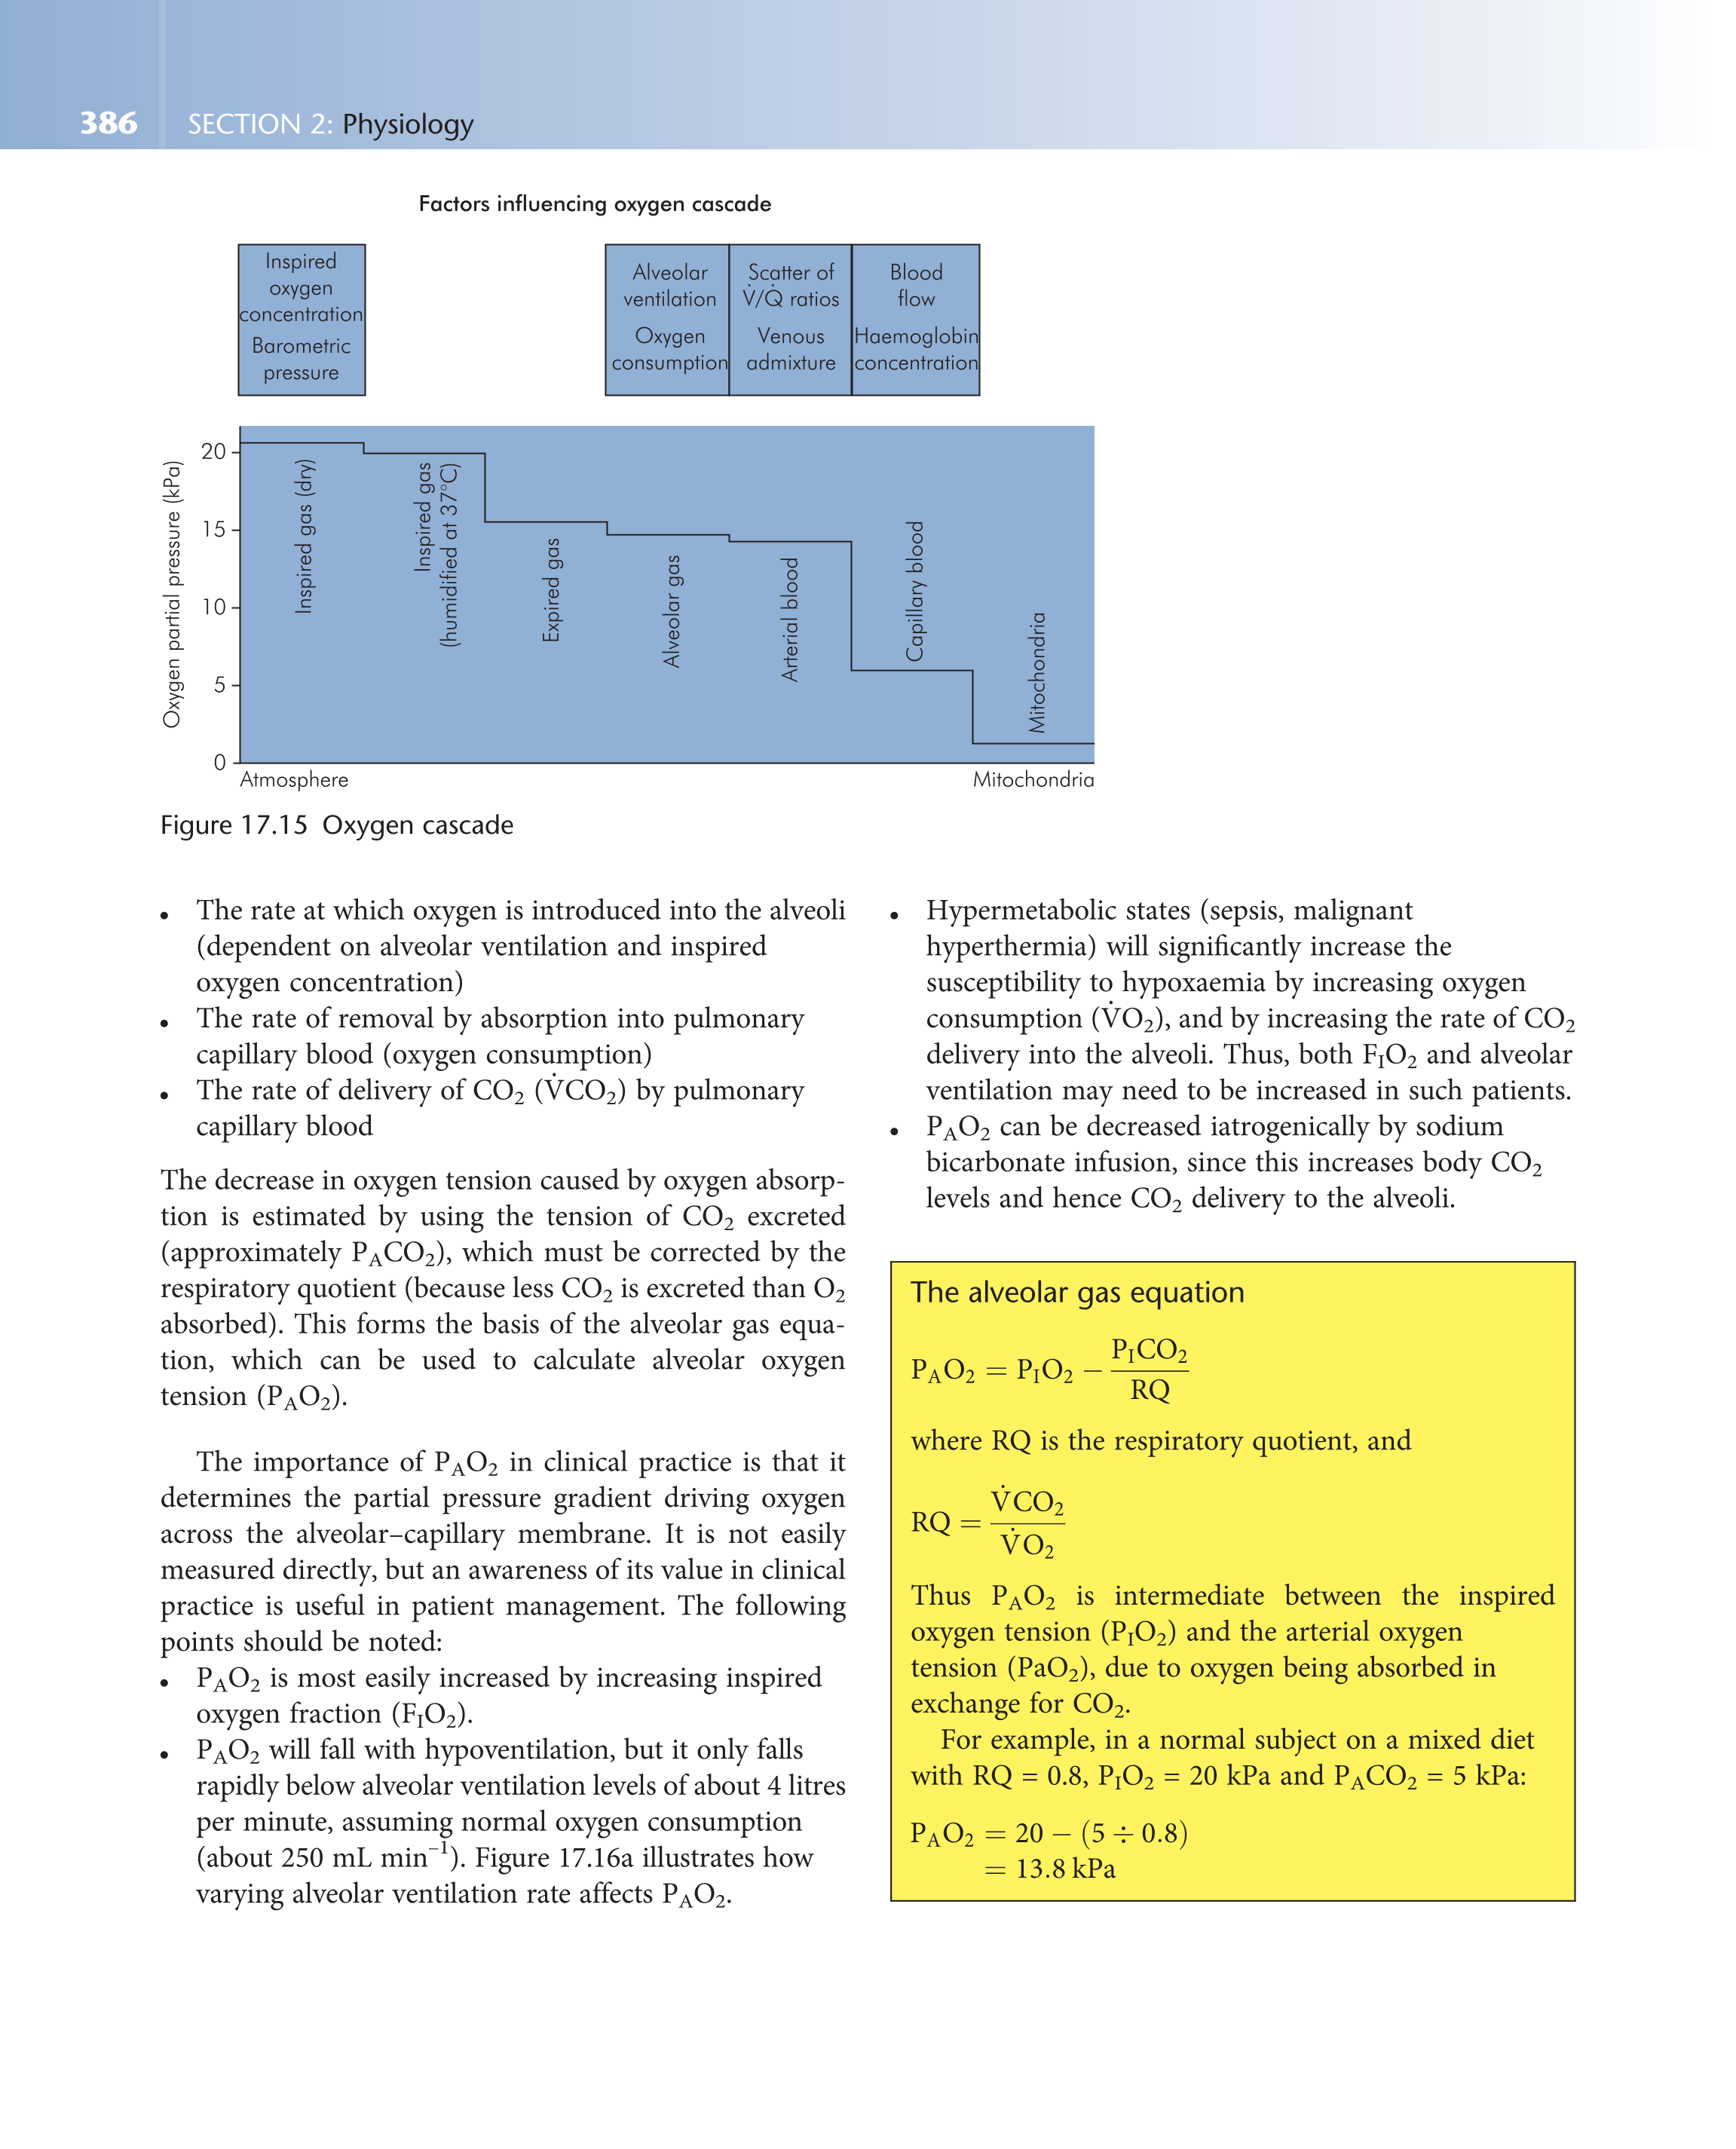 386 SECTION 2: Physiology
Factors influencing oxygen cascade
Inspired
oxygen
concentration
Barometric
pressure
Alveolar
ventilation
Oxygen
consumption
Scatter of
V̇/Q̇ ratios
Venous
admixture
Blood
flow
Haemoglobin
concentration
Oxygen partial pressure (kPa)
20
15
10
5
0
Inspired gas (dry)
Inspired gas
(humidified at 37°C)
Expired gas
Alveolar gas
Arterial blood
Capillary blood
Mitochondria
Atmosphere
Mitochondria
Figure 17.15 Oxygen cascade
• The rate at which oxygen is introduced into the alveoli
(dependent on alveolar ventilation and inspired
oxygen concentration)
• The rate of removal by absorption into pulmonary
capillary blood (oxygen consumption)
• The rate of delivery of CO₂ (V̇CO₂) by pulmonary
capillary blood
The decrease in oxygen tension caused by oxygen absorp-
tion is estimated by using the tension of CO₂ excreted
(approximately P_ACO₂), which must be corrected by the
respiratory quotient (because less CO₂ is excreted than O₂
absorbed). This forms the basis of the alveolar gas equa-
tion, which can be used to calculate alveolar oxygen
tension (P_AO₂).
The importance of P_AO₂ in clinical practice is that it
determines the partial pressure gradient driving oxygen
across the alveolar–capillary membrane. It is not easily
measured directly, but an awareness of its value in clinical
practice is useful in patient management. The following
points should be noted:
• P_AO₂ is most easily increased by increasing inspired
oxygen fraction (F_IO₂).
• P_AO₂ will fall with hypoventilation, but it only falls
rapidly below alveolar ventilation levels of about 4 litres
per minute, assuming normal oxygen consumption
(about 250 mL min⁻¹). Figure 17.16a illustrates how
varying alveolar ventilation rate affects P_AO₂.
• Hypermetabolic states (sepsis, malignant
hyperthermia) will significantly increase the
susceptibility to hypoxaemia by increasing oxygen
consumption (V̇O₂), and by increasing the rate of CO₂
delivery into the alveoli. Thus, both F_IO₂ and alveolar
ventilation may need to be increased in such patients.
• P_AO₂ can be decreased iatrogenically by sodium
bicarbonate infusion, since this increases body CO₂
levels and hence CO₂ delivery to the alveoli.
The alveolar gas equation
P_AO₂ = P_IO₂ − P_ICO₂ / RQ
where RQ is the respiratory quotient, and
RQ = V̇CO₂ / V̇O₂
Thus P_AO₂ is intermediate between the inspired
oxygen tension (P_IO₂) and the arterial oxygen
tension (PaO₂), due to oxygen being absorbed in
exchange for CO₂.
For example, in a normal subject on a mixed diet
with RQ = 0.8, P_IO₂ = 20 kPa and P_ACO₂ = 5 kPa:
P_AO₂ = 20 − (5 ÷ 0.8)
= 13.8 kPa